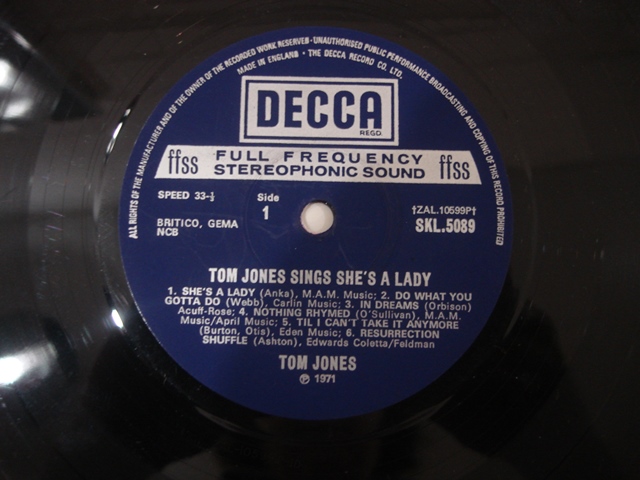 ALL RIGHTS OF THE MANUFACTURER AND OF THE OWNER OF THE RECORDED WORK RESERVED · UNAUTHORISED PUBLIC PERFORMANCE BROADCASTING AND COPYING OF THIS RECORD PROHIBITED
MADE IN ENGLAND · THE DECCA RECORD CO. LTD.
DECCA
REGD.
ffss FULL FREQUENCY ffss
STEREOPHONIC SOUND
SPEED 33-⅓ Side
1
†ZAL.10599P†
BRITICO, GEMA SKL.5089
NCB
TOM JONES SINGS SHE'S A LADY
1. SHE'S A LADY (Anka), M.A.M. Music; 2. DO WHAT YOU
GOTTA DO (Webb), Carlin Music; 3. IN DREAMS (Orbison)
Acuff-Rose; 4. NOTHING RHYMED (O'Sullivan), M.A.M.
Music/April Music; 5. TIL I CAN'T TAKE IT ANYMORE
(Burton, Otis), Eden Music; 6. RESURRECTION
SHUFFLE (Ashton), Edwards Coletta/Feldman
TOM JONES
℗ 1971